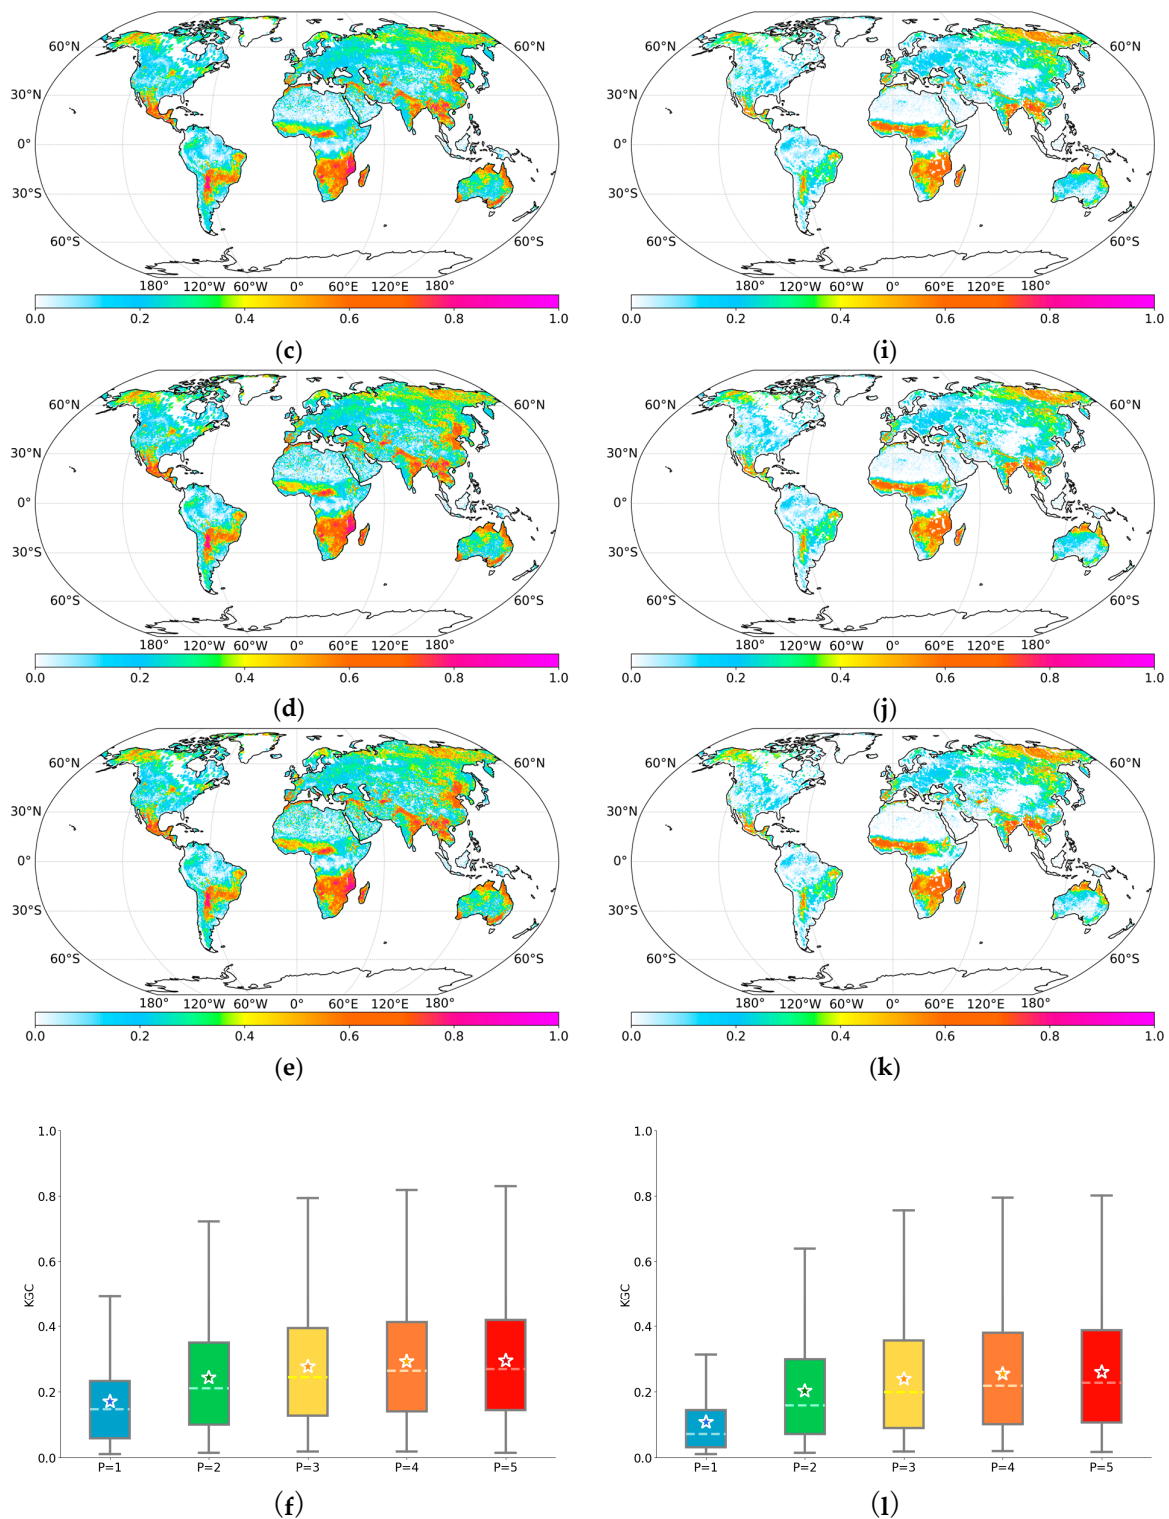 60°N 60°N 60°N 60°N
30°N 30°N
0° 0°
30°S 30°S
60°S 60°S 60°S 60°S
180° 120°W 60°W 0° 60°E 120°E 180° 180° 120°W 60°W 0° 60°E 120°E 180°
0.0 0.2 0.4 0.6 0.8 1.0 0.0 0.2 0.4 0.6 0.8 1.0
(c) (i)
60°N 60°N 60°N 60°N
30°N 30°N
0° 0°
30°S 30°S
60°S 60°S 60°S 60°S
180° 120°W 60°W 0° 60°E 120°E 180° 180° 120°W 60°W 0° 60°E 120°E 180°
0.0 0.2 0.4 0.6 0.8 1.0 0.0 0.2 0.4 0.6 0.8 1.0
(d) (j)
60°N 60°N 60°N 60°N
30°N 30°N
0° 0°
30°S 30°S
60°S 60°S 60°S 60°S
180° 120°W 60°W 0° 60°E 120°E 180° 180° 120°W 60°W 0° 60°E 120°E 180°
0.0 0.2 0.4 0.6 0.8 1.0 0.0 0.2 0.4 0.6 0.8 1.0
(e) (k)
1.0 1.0
0.8 0.8
0.6 0.6
KGC KGC
0.4 0.4
0.2 0.2
0.0 0.0
P=1 P=2 P=3 P=4 P=5 P=1 P=2 P=3 P=4 P=5
(f) (l)